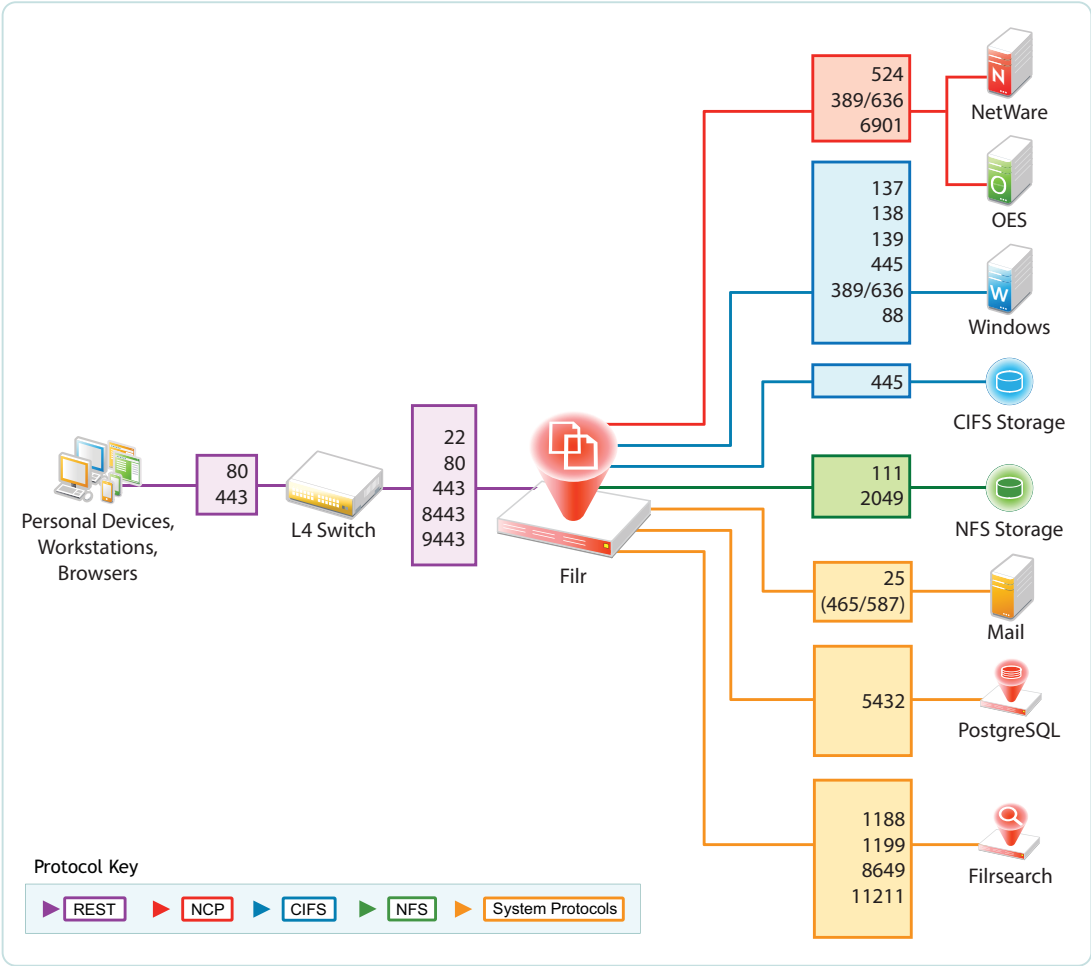 524
389/636
6901
N
NetWare
O
OES
137
138
139
445
389/636
88
W
Windows
445
CIFS Storage
111
2049
NFS Storage
80
443
Personal Devices,
Workstations,
Browsers
L4 Switch
22
80
443
8443
9443
Filr
25
(465/587)
Mail
5432
PostgreSQL
1188
1199
8649
11211
Filrsearch
Protocol Key
REST
NCP
CIFS
NFS
System Protocols